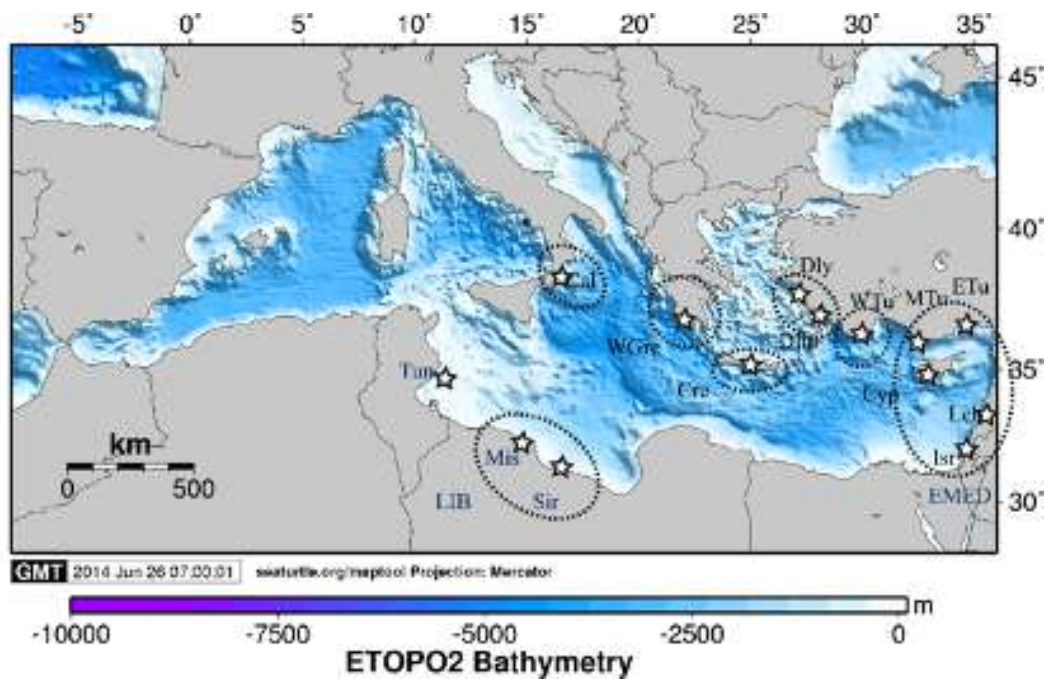 -5° 0° 5° 10° 15° 20° 25° 30° 35°
45°
40°
Dly
ETu
MTu
WTu
Cal
WGre
35°
Tun
Cre
Cyp
Leb
km
Mis
Isr
0 500
LIB
Sir
EMED
30°
GMT 2014 Jun 26 07:00:01 seaturtle.org/maptool Projection: Mercator
m
-10000 -7500 -5000 -2500 0
ETOPO2 Bathymetry